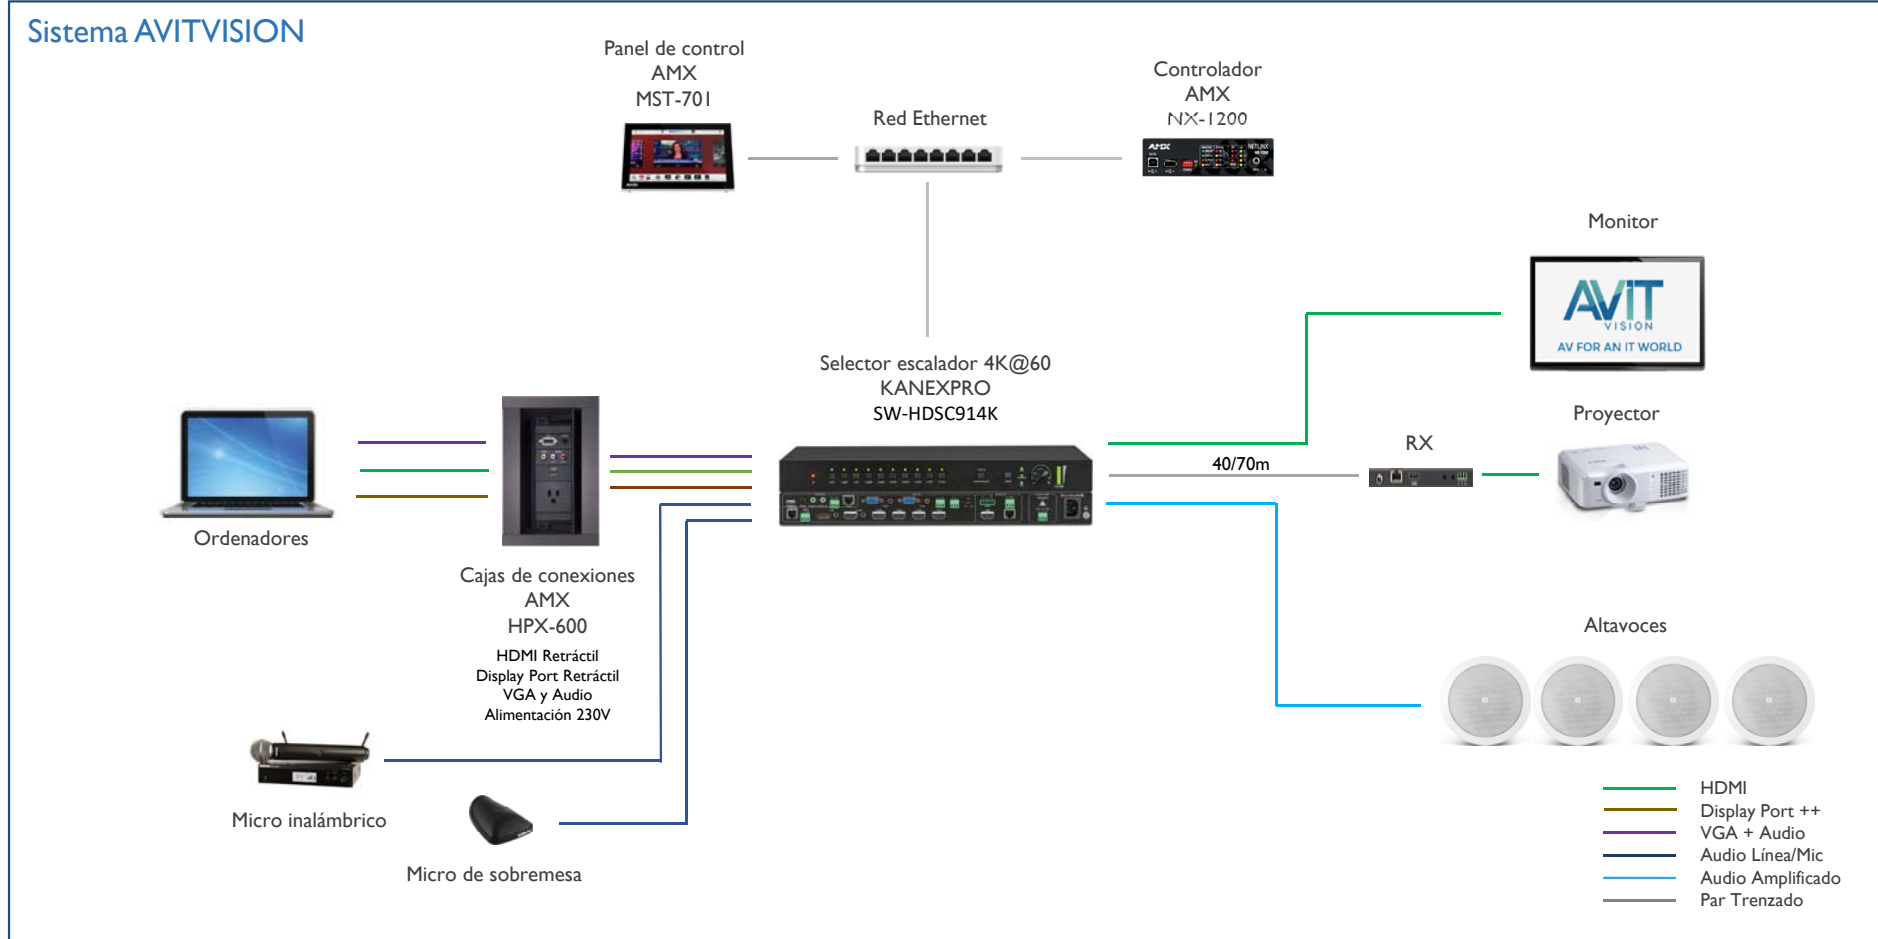 Sistema AVITVISION
Panel de control
AMX
MST-701
Red Ethernet
Controlador
AMX
NX-1200
AMX
NETLINX
Monitor
AVIT
VISION
AV FOR AN IT WORLD
Selector escalador 4K@60
KANEXPRO
SW-HDSC914K
Proyector
RX
40/70m
Ordenadores
Cajas de conexiones
AMX
HPX-600
HDMI Retráctil
Display Port Retráctil
VGA y Audio
Alimentación 230V
Altavoces
Micro inalámbrico
Micro de sobremesa
HDMI
Display Port ++
VGA + Audio
Audio Línea/Mic
Audio Amplificado
Par Trenzado